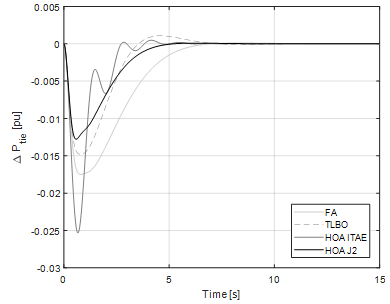 0.005
0
-0.005
-0.01
-0.015
-0.02
-0.025
-0.03
Δ P tie [pu]
0 5 10 15
Time [s]
FA
TLBO
HOA ITAE
HOA J2